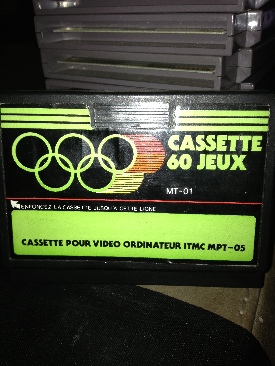 CASSETTE
60 JEUX
MT-01
ENFONCEZ LA CASSETTE JUSQU'A CETTE LIGNE
CASSETTE POUR VIDEO ORDINATEUR ITMC MPT-05